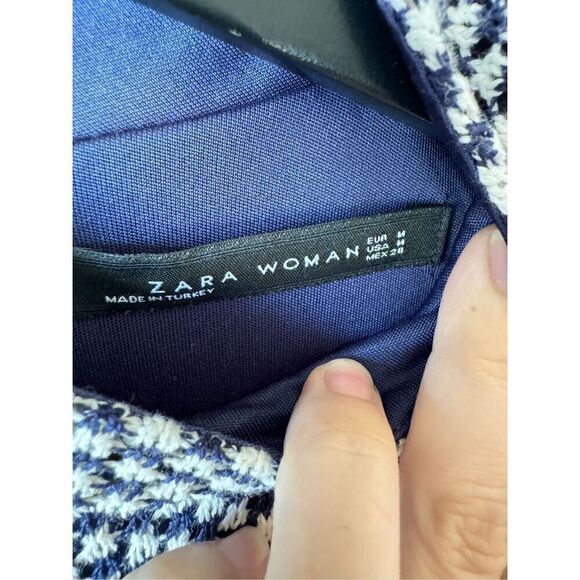 ZARA WOMAN
EUR M
USA M
MEX 28
MADE IN TURKEY